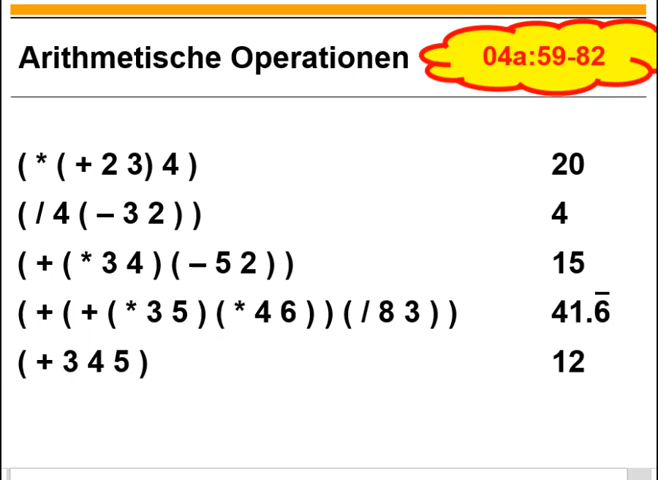 Arithmetische Operationen 04a:59-82
( * ( + 2 3) 4 ) 20
( / 4 ( – 3 2 ) ) 4
( + ( * 3 4 ) ( – 5 2 ) ) 15
( + ( + ( * 3 5 ) ( * 4 6 ) ) ( / 8 3 ) ) 41.6̅
( + 3 4 5 ) 12